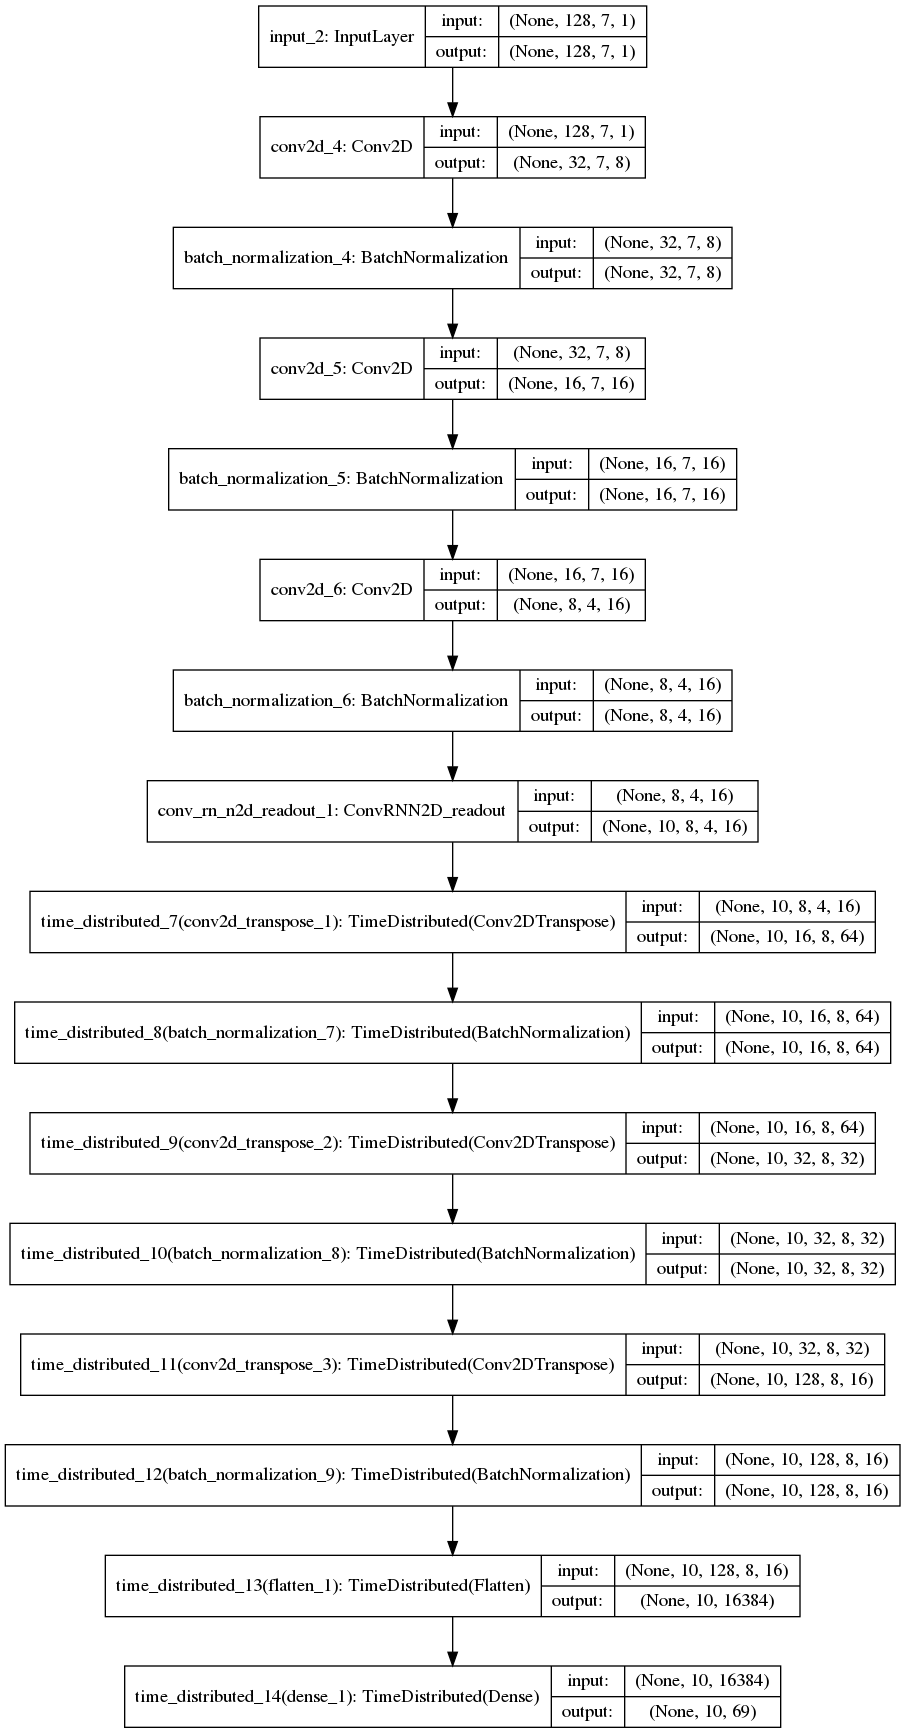 input_2: InputLayer
input: (None, 128, 7, 1)
output: (None, 128, 7, 1)
conv2d_4: Conv2D
input: (None, 128, 7, 1)
output: (None, 32, 7, 8)
batch_normalization_4: BatchNormalization
input: (None, 32, 7, 8)
output: (None, 32, 7, 8)
conv2d_5: Conv2D
input: (None, 32, 7, 8)
output: (None, 16, 7, 16)
batch_normalization_5: BatchNormalization
input: (None, 16, 7, 16)
output: (None, 16, 7, 16)
conv2d_6: Conv2D
input: (None, 16, 7, 16)
output: (None, 8, 4, 16)
batch_normalization_6: BatchNormalization
input: (None, 8, 4, 16)
output: (None, 8, 4, 16)
conv_rn_n2d_readout_1: ConvRNN2D_readout
input: (None, 8, 4, 16)
output: (None, 10, 8, 4, 16)
time_distributed_7(conv2d_transpose_1): TimeDistributed(Conv2DTranspose)
input: (None, 10, 8, 4, 16)
output: (None, 10, 16, 8, 64)
time_distributed_8(batch_normalization_7): TimeDistributed(BatchNormalization)
input: (None, 10, 16, 8, 64)
output: (None, 10, 16, 8, 64)
time_distributed_9(conv2d_transpose_2): TimeDistributed(Conv2DTranspose)
input: (None, 10, 16, 8, 64)
output: (None, 10, 32, 8, 32)
time_distributed_10(batch_normalization_8): TimeDistributed(BatchNormalization)
input: (None, 10, 32, 8, 32)
output: (None, 10, 32, 8, 32)
time_distributed_11(conv2d_transpose_3): TimeDistributed(Conv2DTranspose)
input: (None, 10, 32, 8, 32)
output: (None, 10, 128, 8, 16)
time_distributed_12(batch_normalization_9): TimeDistributed(BatchNormalization)
input: (None, 10, 128, 8, 16)
output: (None, 10, 128, 8, 16)
time_distributed_13(flatten_1): TimeDistributed(Flatten)
input: (None, 10, 128, 8, 16)
output: (None, 10, 16384)
time_distributed_14(dense_1): TimeDistributed(Dense)
input: (None, 10, 16384)
output: (None, 10, 69)